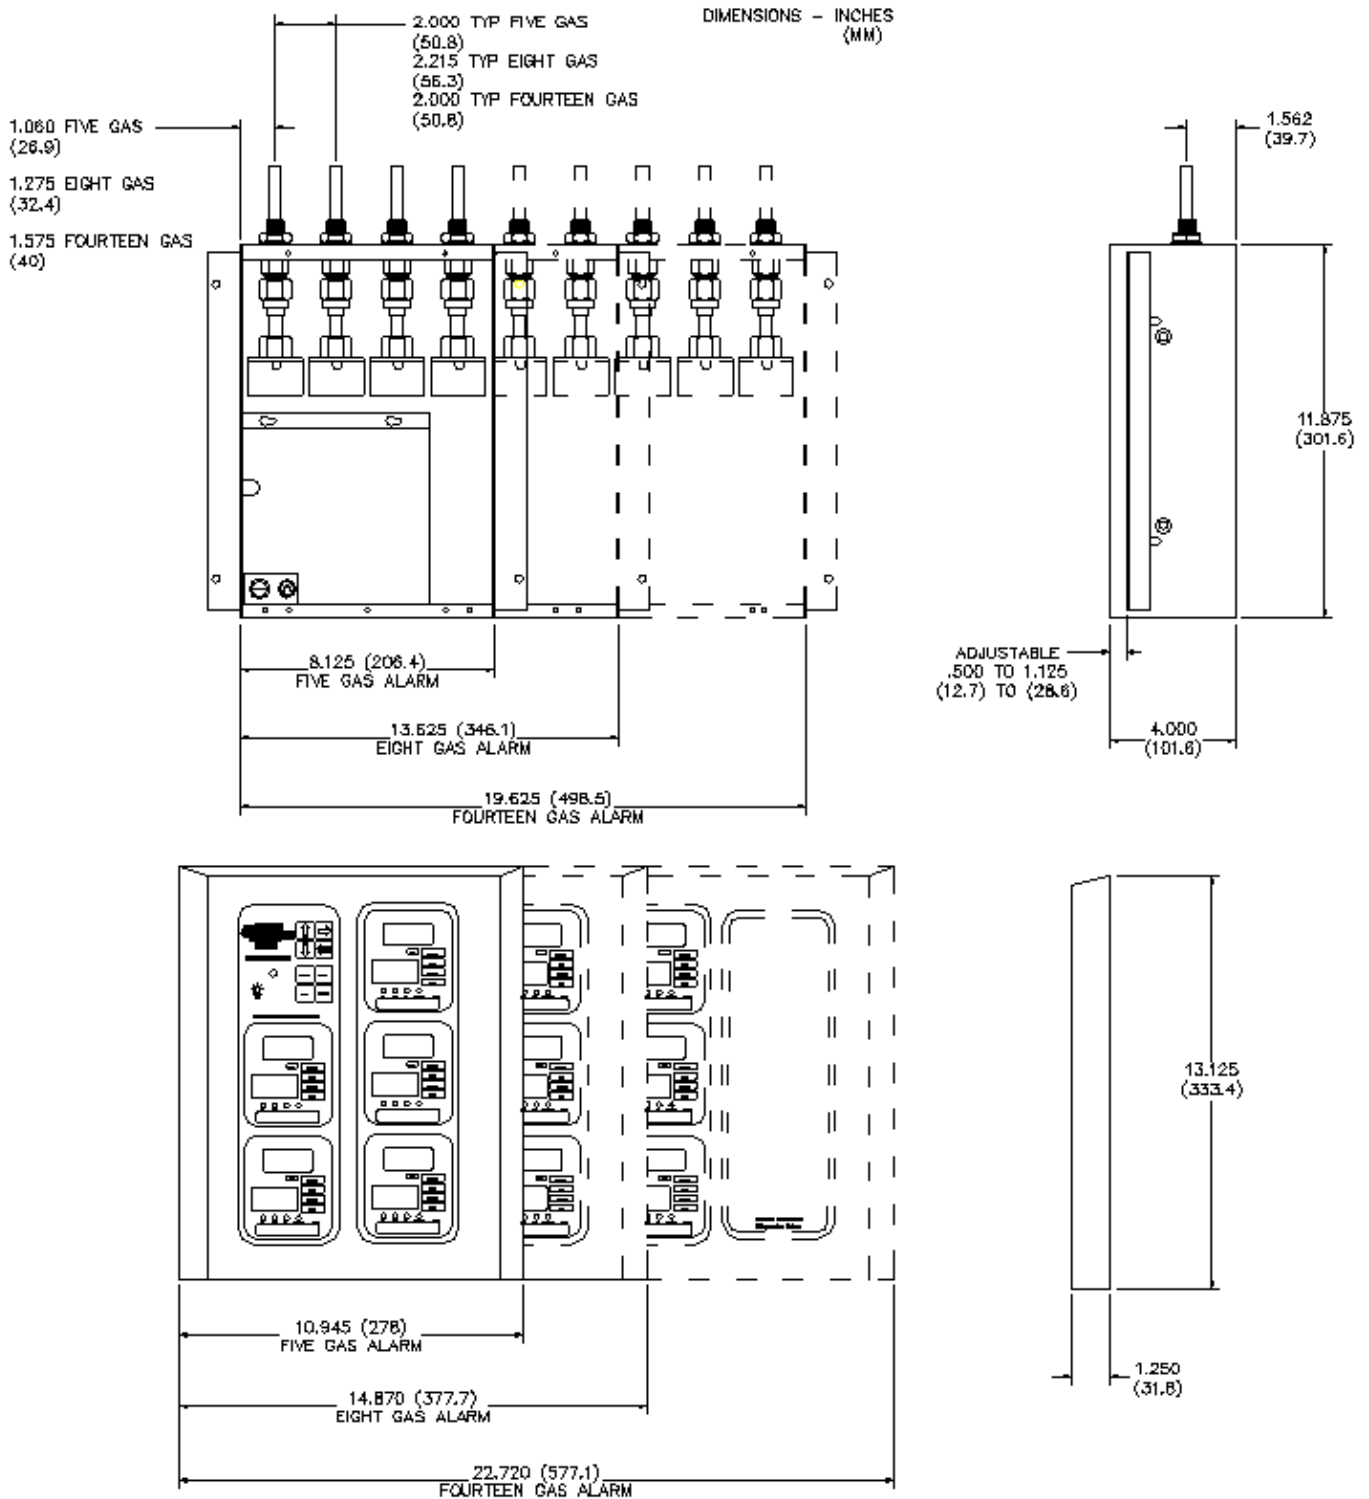 DIMENSIONS - INCHES
(MM)
2.000 TYP FIVE GAS
(50.8)
2.215 TYP EIGHT GAS
(56.3)
2.000 TYP FOURTEEN GAS
(50.8)
1.060 FIVE GAS
(26.9)
1.275 EIGHT GAS
(32.4)
1.575 FOURTEEN GAS
(40)
1.562
(39.7)
11.875
(301.6)
8.125 (206.4)
FIVE GAS ALARM
ADJUSTABLE
.500 TO 1.125
(12.7) TO (28.6)
13.625 (346.1)
EIGHT GAS ALARM
4.000
(101.6)
19.625 (498.5)
FOURTEEN GAS ALARM
13.125
(333.4)
10.945 (278)
FIVE GAS ALARM
1.250
(31.8)
14.870 (377.7)
EIGHT GAS ALARM
22.720 (577.1)
FOURTEEN GAS ALARM